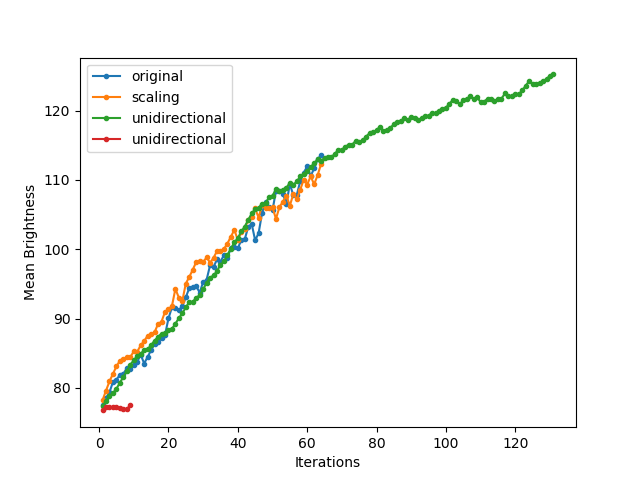 original
scaling
unidirectional
unidirectional
120
110
100
90
80
Mean Brightness
0 20 40 60 80 100 120
Iterations